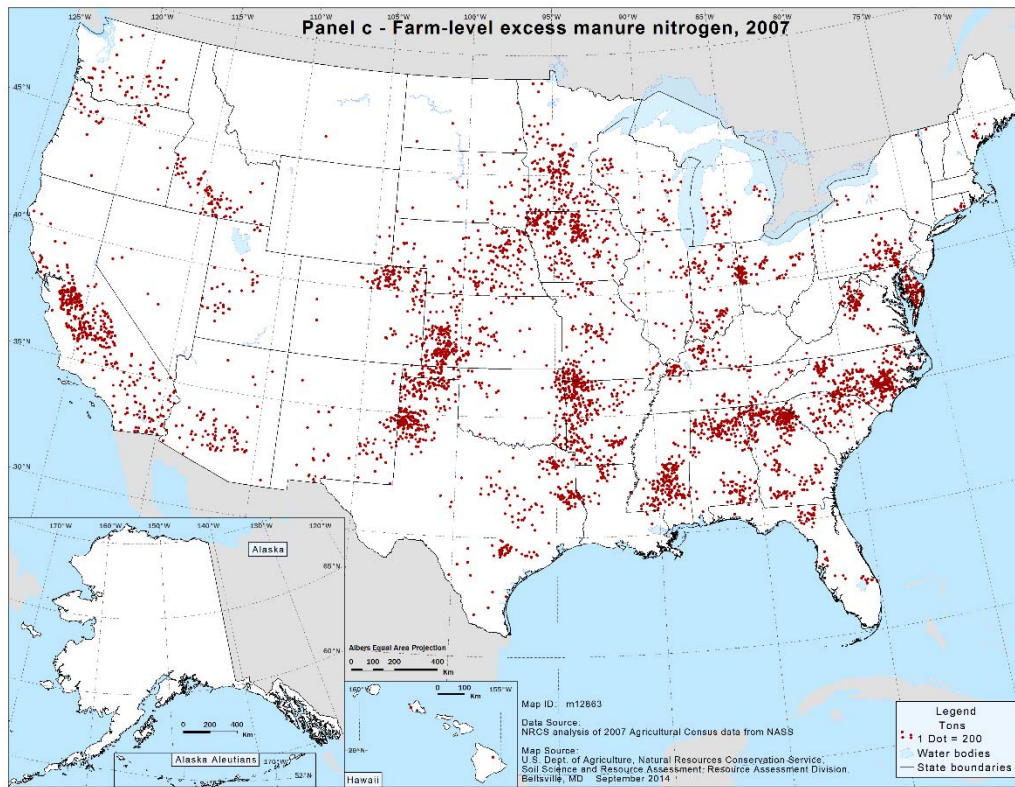 Panel c - Farm-level excess manure nitrogen, 2007
125°W 120°W 115°W 110°W 105°W 100°W 95°W 90°W 85°W 80°W 75°W 70°W
45°N
40°N
35°N
30°N
170°W 160°W 150°W 140°W 130°W 120°W
Alaska
65°N
60°N
0 200 400
Km
Alaska Aleutians
170°W
52°N
Albers Equal Area Projection
0 100 200 400
Km
0 100
Km
160°W
155°W
20°N
Hawaii
Map ID: m12663
Data Source:
NRCS analysis of 2007 Agricultural Census data from NASS
Map Source:
U.S. Dept. of Agriculture, Natural Resources Conservation Service,
Soil Science and Resource Assessment, Resource Assessment Division,
Beltsville, MD September 2014
Legend
Tons
1 Dot = 200
Water bodies
State boundaries